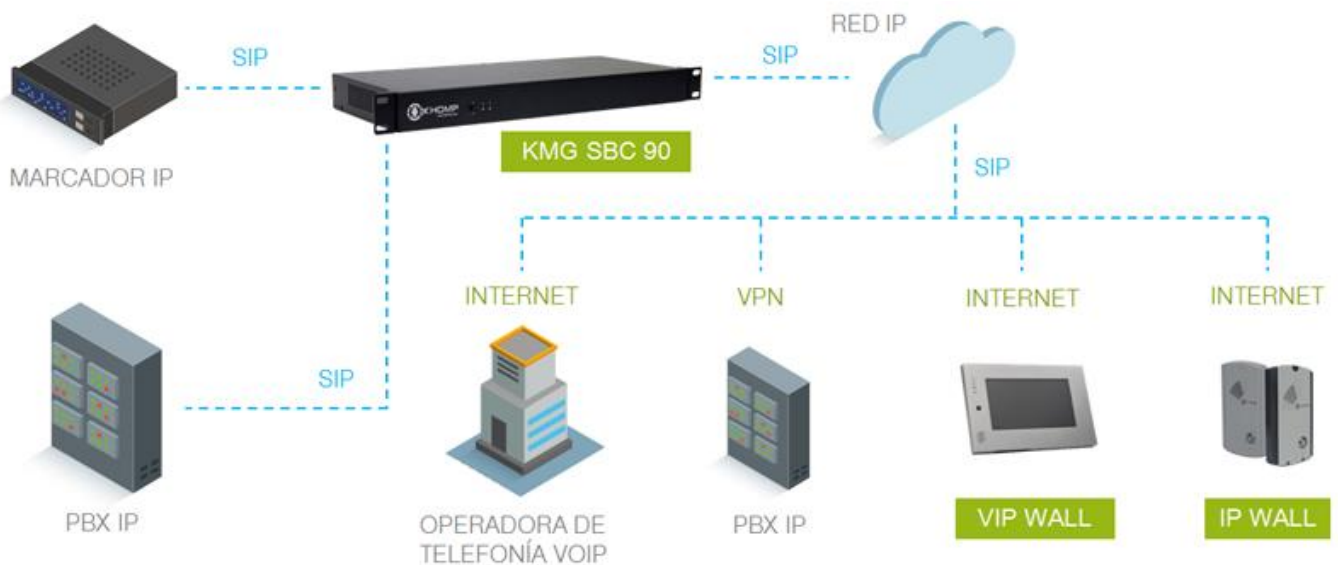 RED IP
SIP
SIP
KHOMP
KMG SBC 90
MARCADOR IP
SIP
INTERNET
VPN
INTERNET
INTERNET
SIP
PBX IP
OPERADORA DE
TELEFONÍA VOIP
PBX IP
VIP WALL
IP WALL